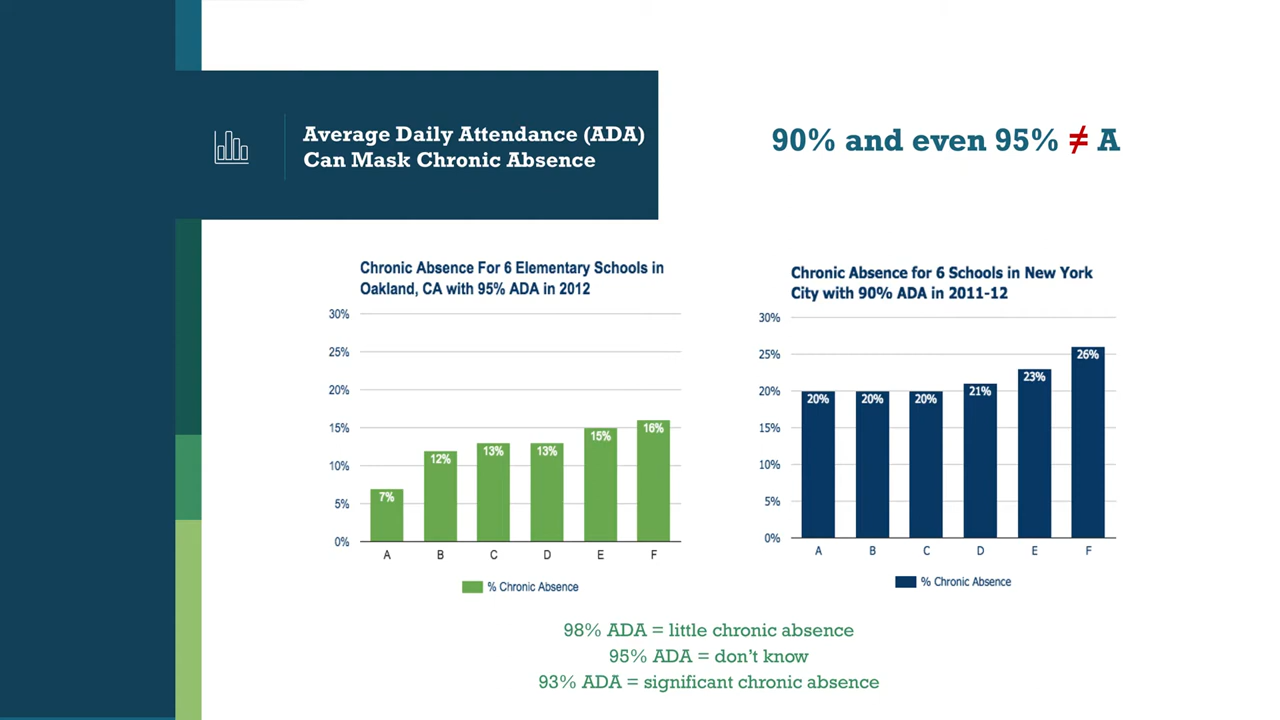 Average Daily Attendance (ADA)
Can Mask Chronic Absence
90% and even 95% ≠ A
Chronic Absence For 6 Elementary Schools in
Oakland, CA with 95% ADA in 2012
30%
25%
20%
15%
10%
5%
0%
7%
12%
13%
13%
15%
16%
A B C D E F
% Chronic Absence
Chronic Absence for 6 Schools in New York
City with 90% ADA in 2011-12
30%
25%
20%
15%
10%
5%
0%
20%
20%
20%
21%
23%
26%
A B C D E F
% Chronic Absence
98% ADA = little chronic absence
95% ADA = don't know
93% ADA = significant chronic absence